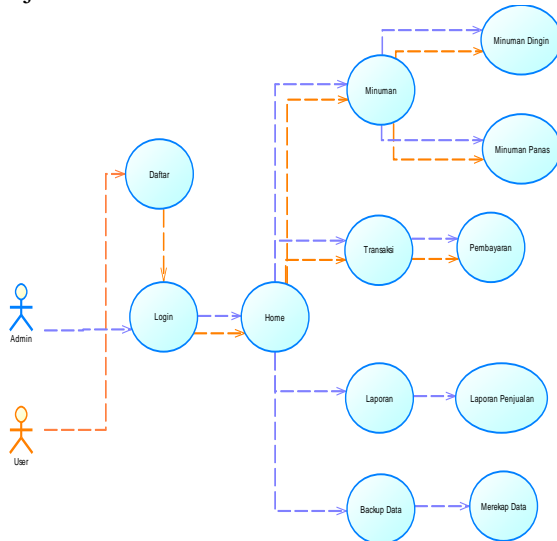 Minuman Dingin
Minuman
Minuman Panas
Daftar
Transaksi
Pembayaran
Login
Home
Admin
Laporan
Laporan Penjualan
User
Backup Data
Merekap Data